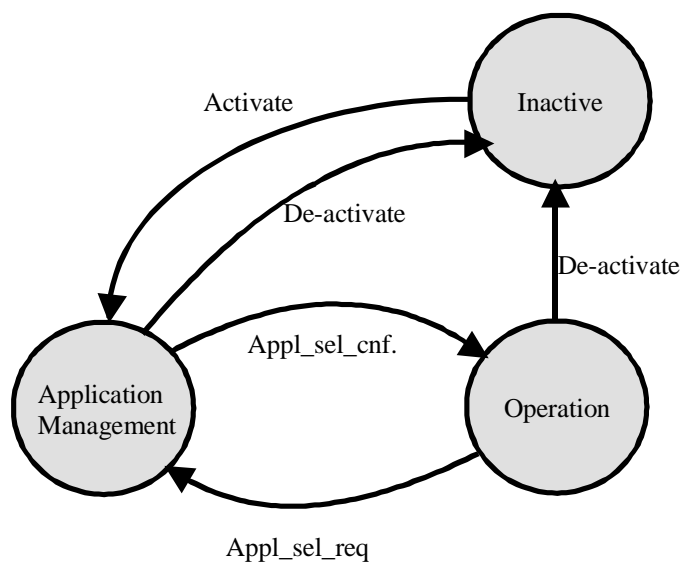 Activate
Inactive
De-activate
De-activate
Appl_sel_cnf.
Application
Management
Operation
Appl_sel_req